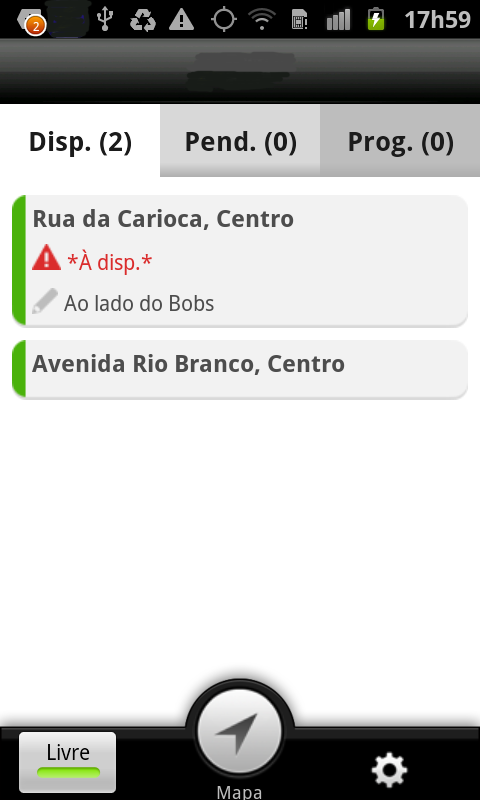 2
17h59
Disp. (2)
Pend. (0)
Prog. (0)
Rua da Carioca, Centro
*À disp.*
Ao lado do Bobs
Avenida Rio Branco, Centro
Livre
Mapa